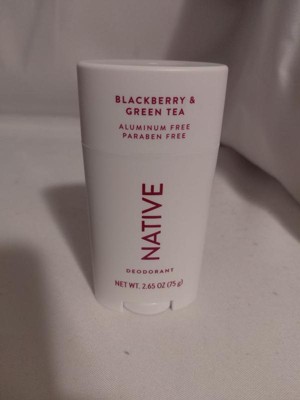 BLACKBERRY &
GREEN TEA
ALUMINUM FREE
PARABEN FREE
NATIVE
DEODORANT
NET WT. 2.65 OZ (75 g)